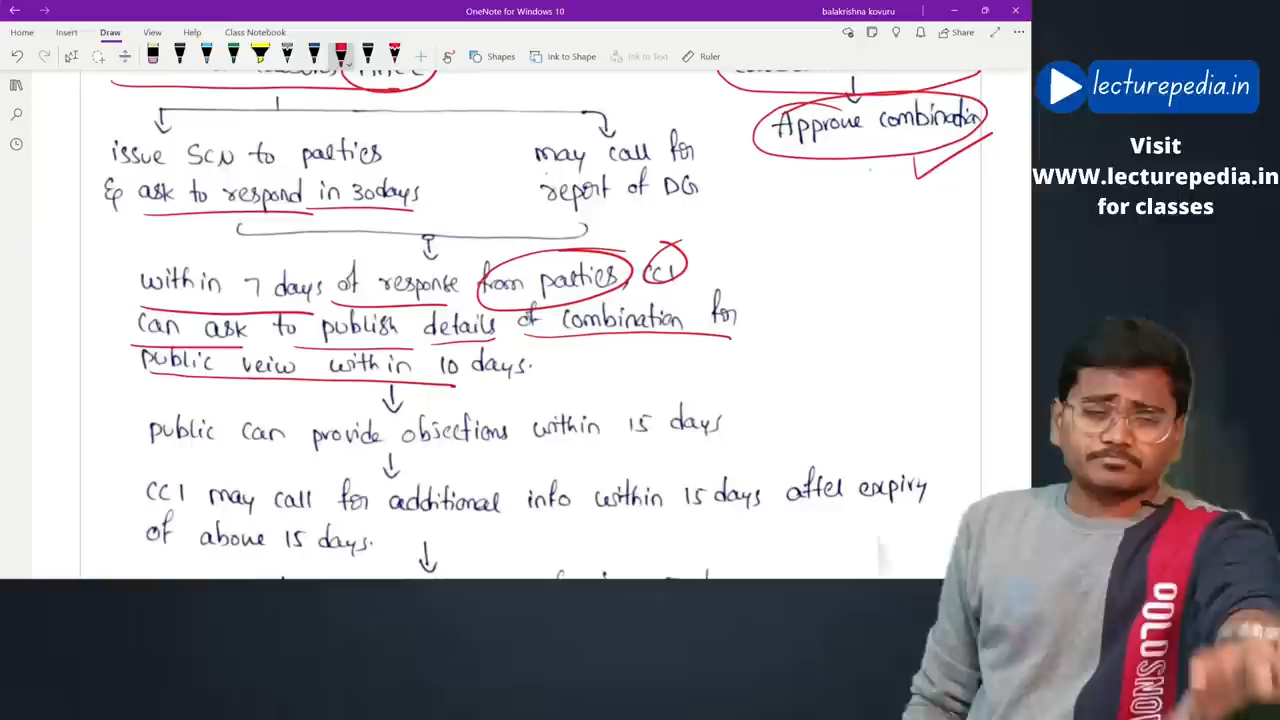 OneNote for Windows 10
balakrishna kovuru
Home Insert Draw View Help Class Notebook
Share
Shapes Ink to Shape Ink to Text Ruler
lecturepedia.in
Approve combination
Visit
WWW.lecturepedia.in
for classes
issue SCN to parties
& ask to respond in 30days
may call for
report of DG
within 7 days of response from parties, CCI
can ask to publish details of combination for
public veiw within 10 days.
public can provide objections within 15 days
CCI may call for additional info within 15 days after expiry
of above 15 days.
OOLOSNO